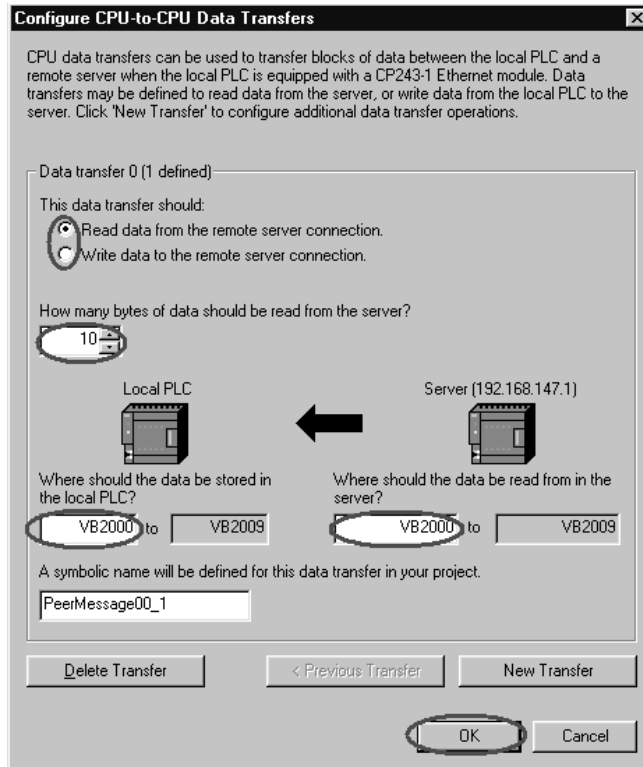 Configure CPU-to-CPU Data Transfers
CPU data transfers can be used to transfer blocks of data between the local PLC and a
remote server when the local PLC is equipped with a CP243-1 Ethernet module. Data
transfers may be defined to read data from the server, or write data from the local PLC to the
server. Click 'New Transfer' to configure additional data transfer operations.
Data transfer 0 (1 defined)
This data transfer should:
Read data from the remote server connection.
Write data to the remote server connection.
How many bytes of data should be read from the server?
10
Local PLC
Server (192.168.147.1)
Where should the data be stored in
the local PLC?
VB2000 to VB2009
Where should the data be read from in the
server?
VB2000 to VB2009
A symbolic name will be defined for this data transfer in your project.
PeerMessage00_1
Delete Transfer
< Previous Transfer
New Transfer
OK
Cancel